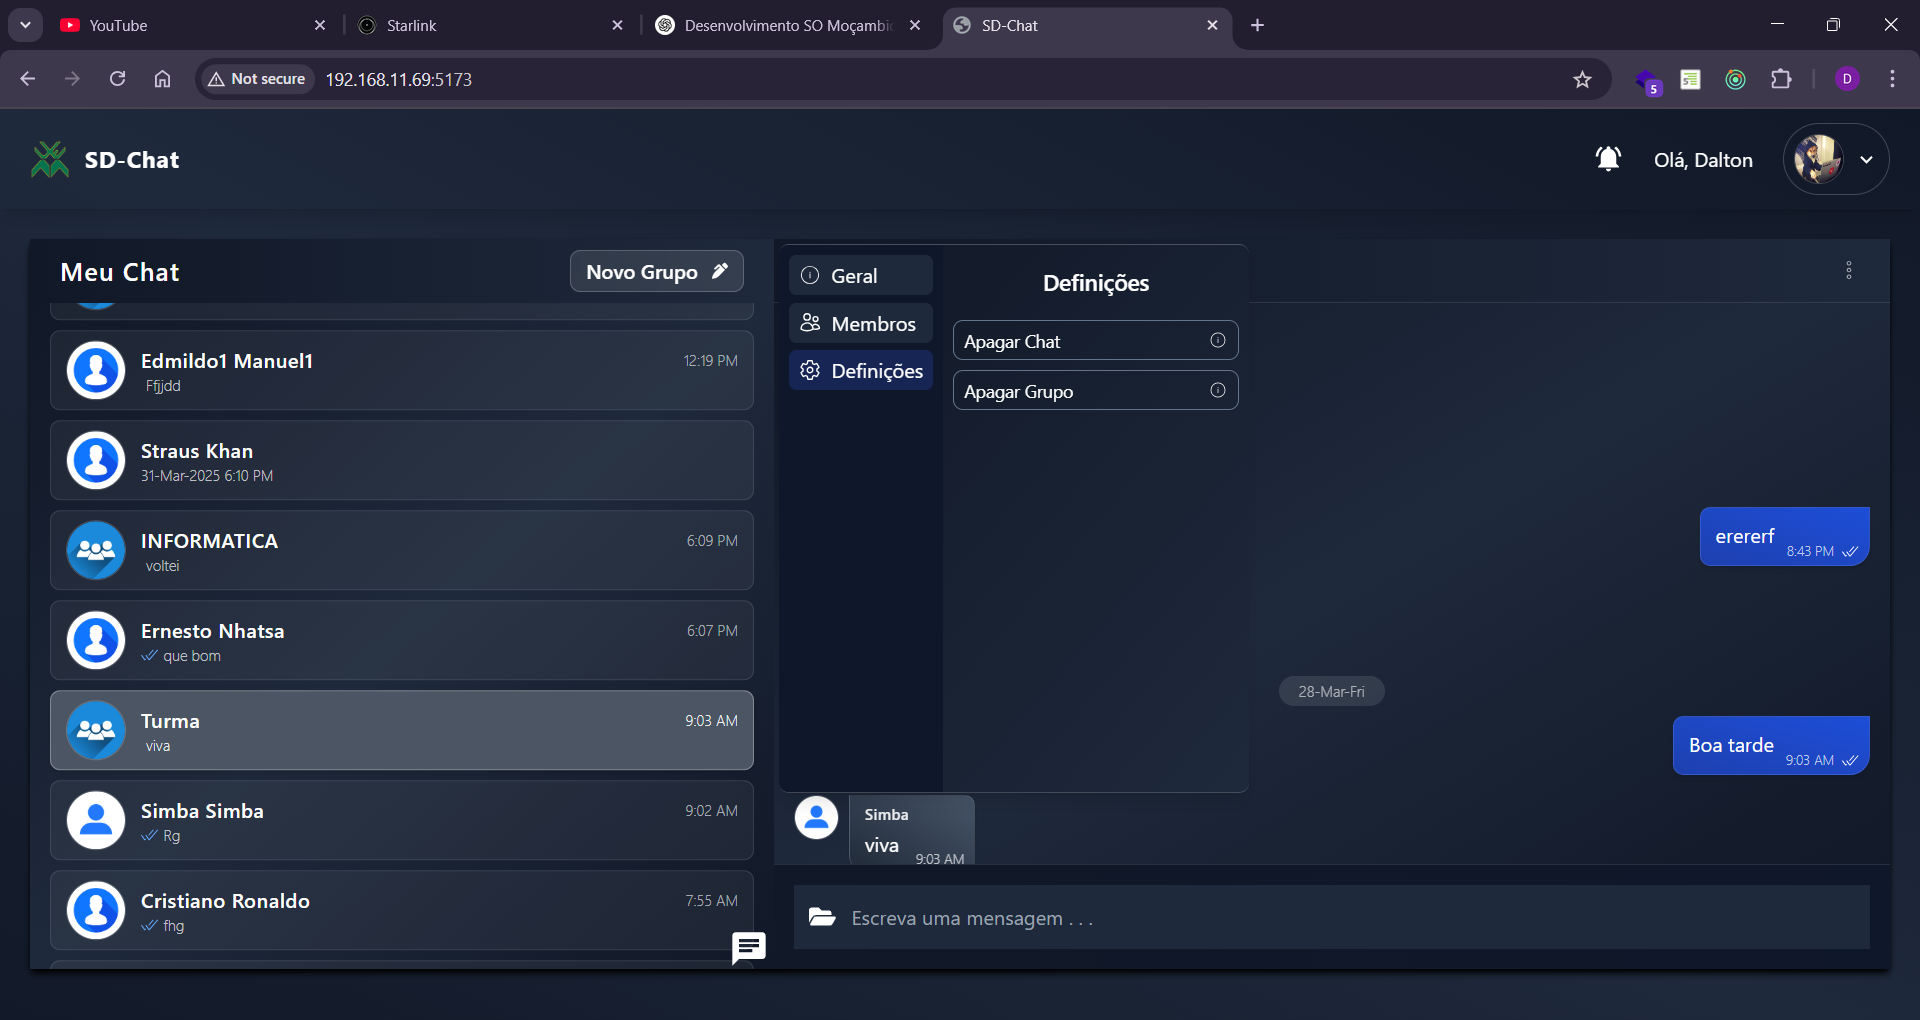 YouTube
Starlink
Desenvolvimento SO Moçambi
SD-Chat
Not secure
192.168.11.69:5173
5
D
SD-Chat
Olá, Dalton
Meu Chat
Novo Grupo
Edmildo1 Manuel1
12:19 PM
Ffjjdd
Straus Khan
31-Mar-2025 6:10 PM
INFORMATICA
6:09 PM
voltei
Ernesto Nhatsa
6:07 PM
que bom
Turma
9:03 AM
viva
Simba Simba
9:02 AM
Rg
Cristiano Ronaldo
7:55 AM
fhg
Geral
Membros
Definições
Definições
Apagar Chat
Apagar Grupo
erererf
8:43 PM
28-Mar-Fri
Boa tarde
9:03 AM
Simba
viva
9:03 AM
Escreva uma mensagem . . .